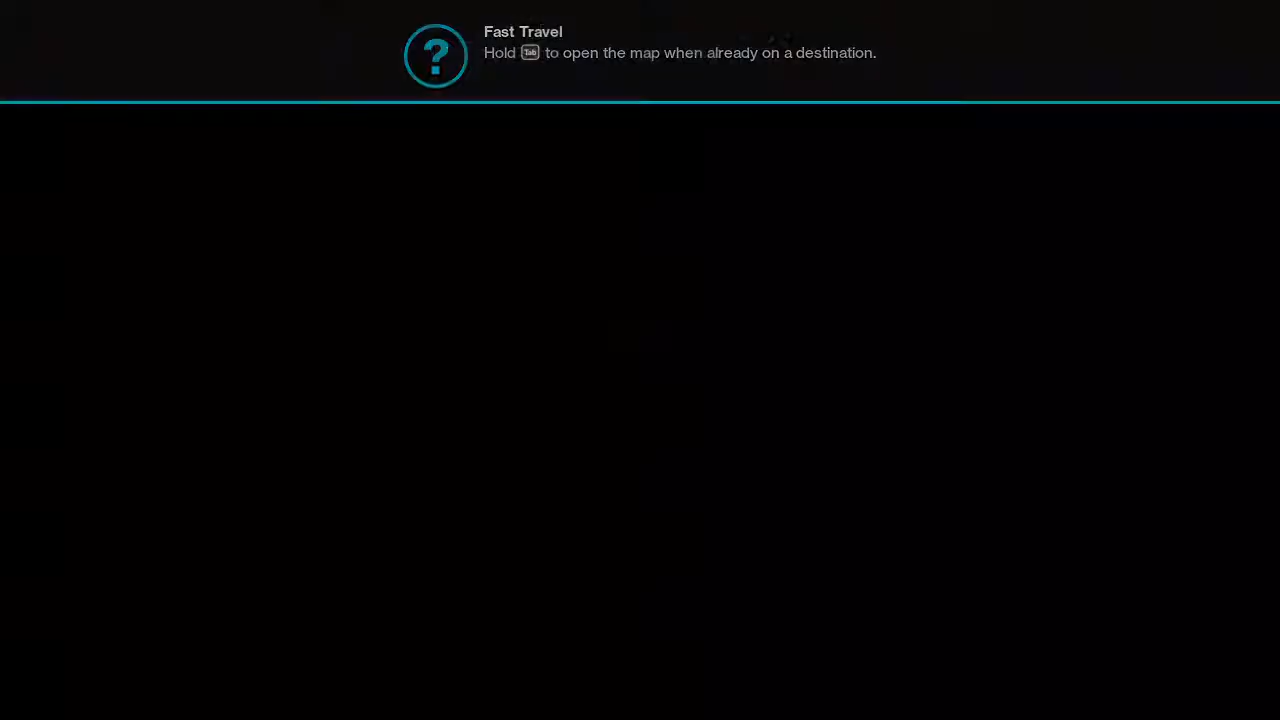 Fast Travel
Hold Tab to open the map when already on a destination.